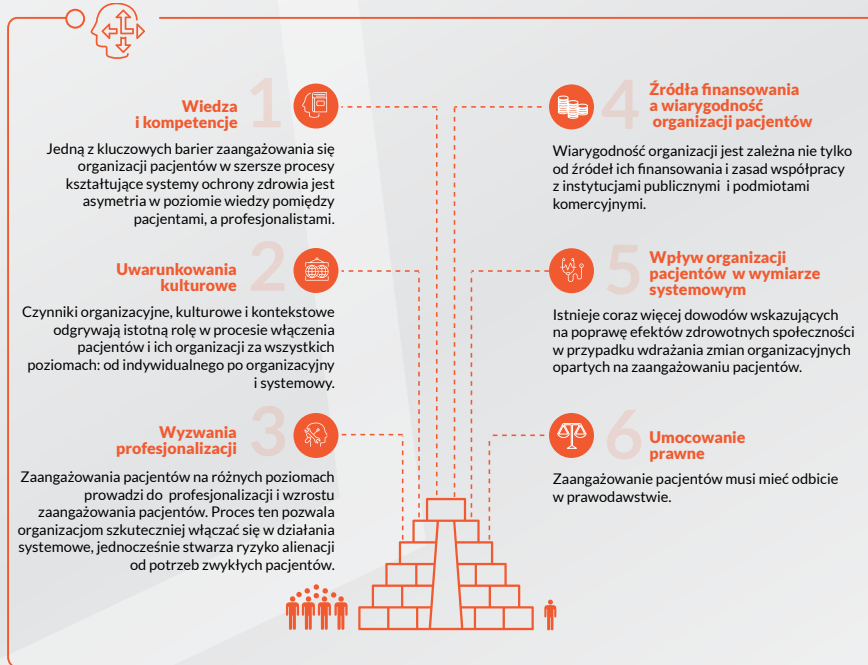 1
Wiedza
i kompetencje
Jedną z kluczowych barier zaangażowania się
organizacji pacjentów w szersze procesy
kształtujące systemy ochrony zdrowia jest
asymetria w poziomie wiedzy pomiędzy
pacjentami, a profesjonalistami.
2
Uwarunkowania
kulturowe
Czynniki organizacyjne, kulturowe i kontekstowe
odgrywają istotną rolę w procesie włączenia
pacjentów i ich organizacji za wszystkich
poziomach: od indywidualnego po organizacyjny
i systemowy.
3
Wyzwania
profesjonalizacji
Zaangażowania pacjentów na różnych poziomach
prowadzi do profesjonalizacji i wzrostu
zaangażowania pacjentów. Proces ten pozwala
organizacjom szkuteczniej włączać się w działania
systemowe, jednocześnie stwarza ryzyko alienacji
od potrzeb zwykłych pacjentów.
4
Źródła finansowania
a wiarygodność
organizacji pacjentów
Wiarygodność organizacji jest zależna nie tylko
od źródeł ich finansowania i zasad współpracy
z instytucjami publicznymi i podmiotami
komercyjnymi.
5
Wpływ organizacji
pacjentów w wymiarze
systemowym
Istnieje coraz więcej dowodów wskazujących
na poprawę efektów zdrowotnych społeczności
w przypadku wdrażania zmian organizacyjnych
opartych na zaangażowaniu pacjentów.
6
Umocowanie
prawne
Zaangażowanie pacjentów musi mieć odbicie
w prawodawstwie.